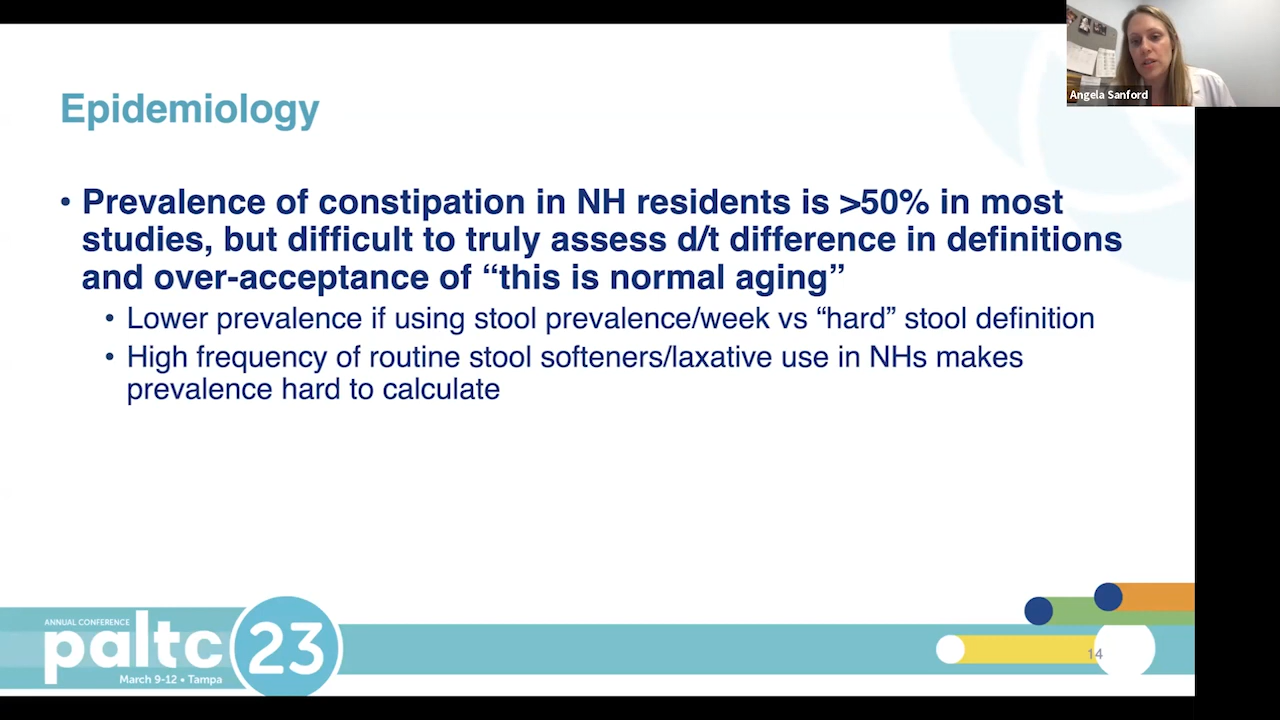 Angela Sanford
Epidemiology
• Prevalence of constipation in NH residents is >50% in most
studies, but difficult to truly assess d/t difference in definitions
and over-acceptance of “this is normal aging”
• Lower prevalence if using stool prevalence/week vs “hard” stool definition
• High frequency of routine stool softeners/laxative use in NHs makes
prevalence hard to calculate
ANNUAL CONFERENCE
paltc 23
March 9-12 • Tampa
14